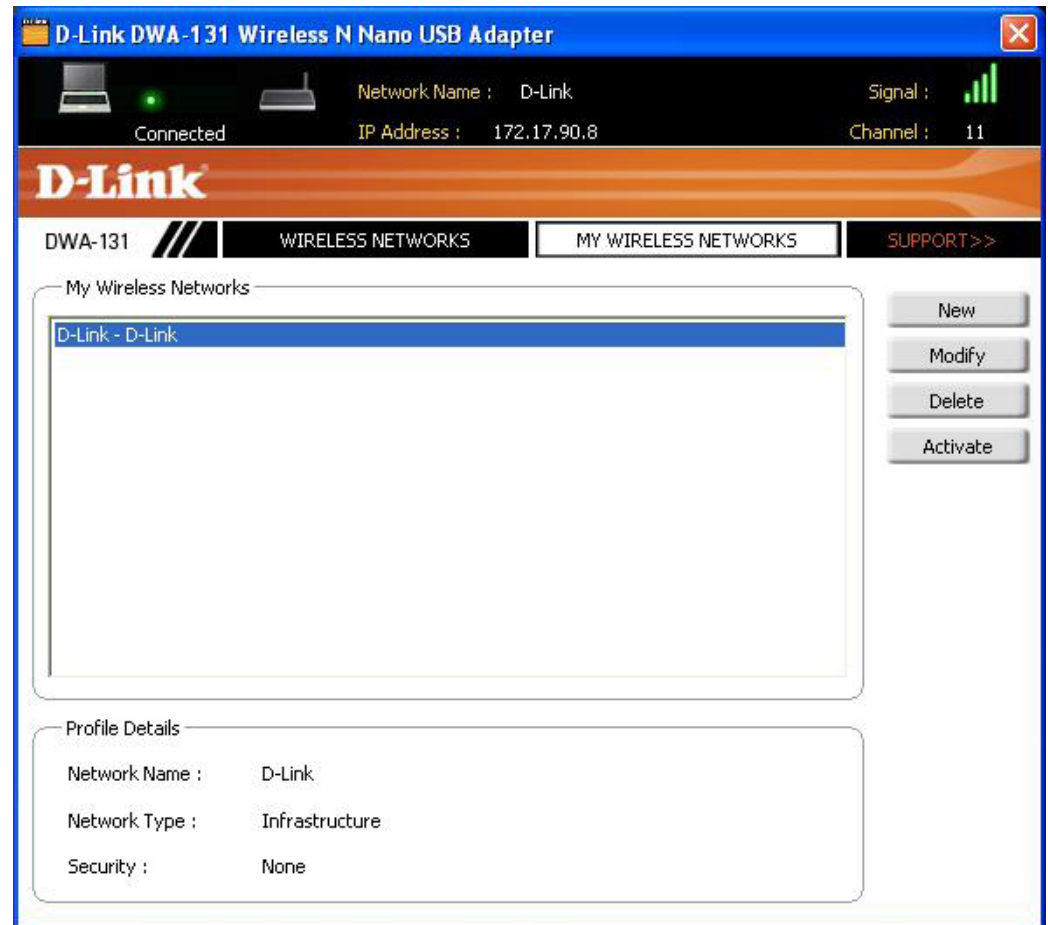 D-Link DWA-131 Wireless N Nano USB Adapter
Network Name : D-Link Signal :
Connected IP Address : 172.17.90.8 Channel : 11
D-Link
DWA-131 WIRELESS NETWORKS MY WIRELESS NETWORKS SUPPORT>>
My Wireless Networks
D-Link - D-Link
New
Modify
Delete
Activate
Profile Details
Network Name : D-Link
Network Type : Infrastructure
Security : None